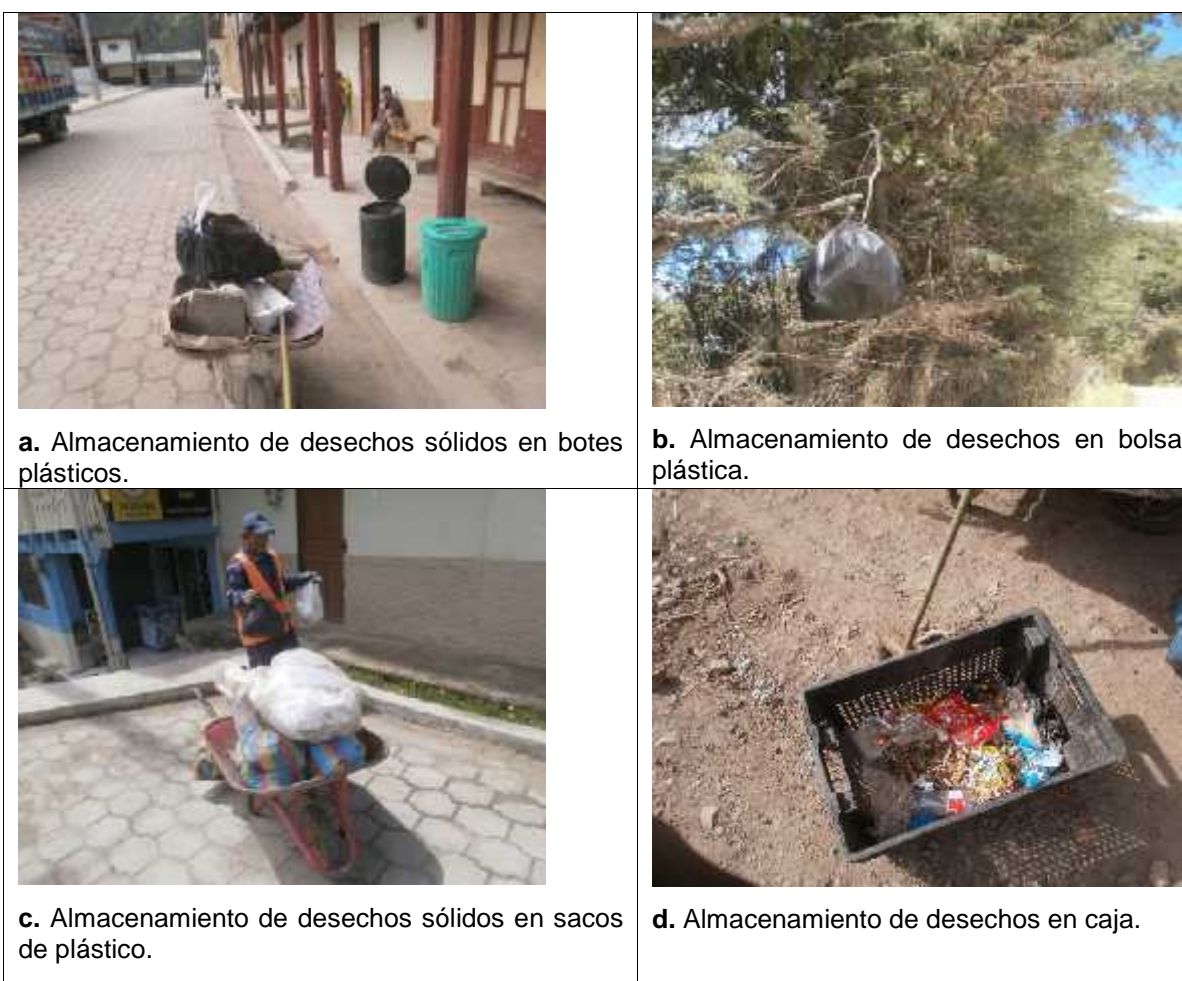 a. Almacenamiento de desechos sólidos en botes
plásticos.
b. Almacenamiento de desechos en bolsa
plástica.
c. Almacenamiento de desechos sólidos en sacos
de plástico.
d. Almacenamiento de desechos en caja.